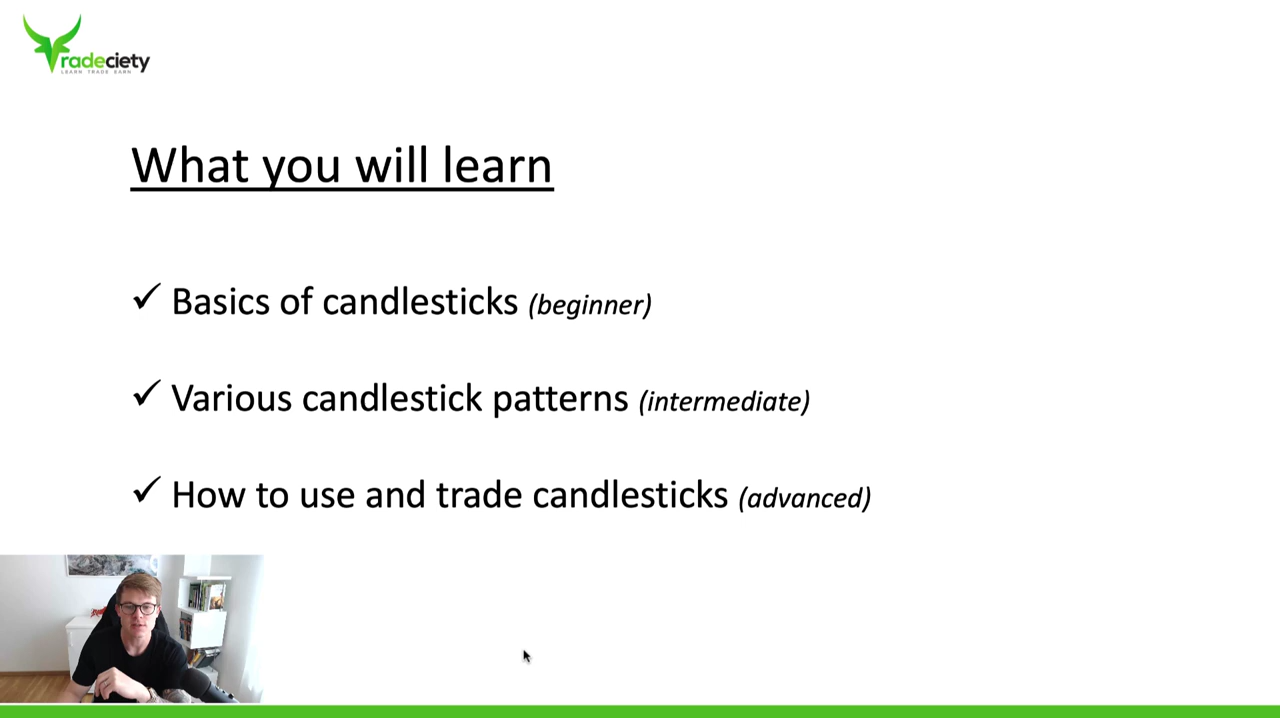 Tradeciety
LEARN TRADE EARN
What you will learn
✓ Basics of candlesticks (beginner)
✓ Various candlestick patterns (intermediate)
✓ How to use and trade candlesticks (advanced)